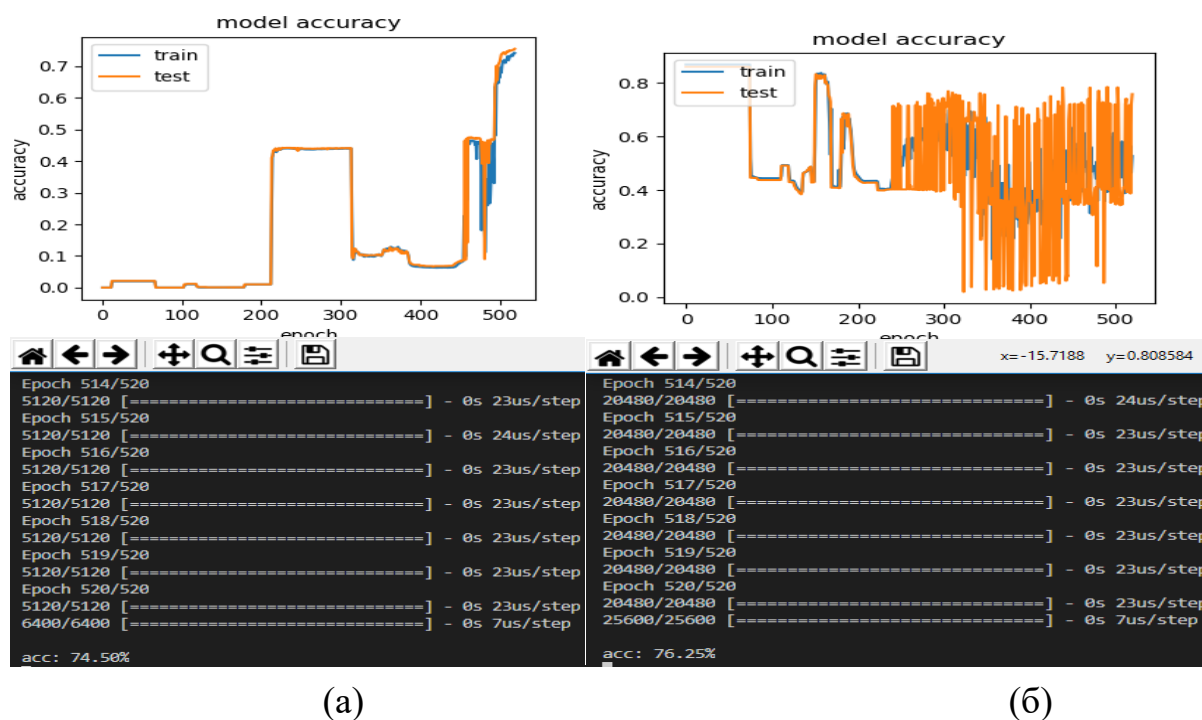 model accuracy
train
test
0.7
0.6
0.5
0.4
0.3
0.2
0.1
0.0
accuracy
0 100 200 300 400 500
epoch
Epoch 514/520
5120/5120 [==============================] - 0s 23us/step
Epoch 515/520
5120/5120 [==============================] - 0s 24us/step
Epoch 516/520
5120/5120 [==============================] - 0s 23us/step
Epoch 517/520
5120/5120 [==============================] - 0s 23us/step
Epoch 518/520
5120/5120 [==============================] - 0s 23us/step
Epoch 519/520
5120/5120 [==============================] - 0s 23us/step
Epoch 520/520
5120/5120 [==============================] - 0s 23us/step
6400/6400 [==============================] - 0s 7us/step
acc: 74.50%
(а)
model accuracy
train
test
0.8
0.6
0.4
0.2
0.0
accuracy
0 100 200 300 400 500
epoch
x=-15.7188 y=0.808584
Epoch 514/520
20480/20480 [==============================] - 0s 24us/step
Epoch 515/520
20480/20480 [==============================] - 0s 23us/step
Epoch 516/520
20480/20480 [==============================] - 0s 23us/step
Epoch 517/520
20480/20480 [==============================] - 0s 23us/step
Epoch 518/520
20480/20480 [==============================] - 0s 23us/step
Epoch 519/520
20480/20480 [==============================] - 0s 23us/step
Epoch 520/520
20480/20480 [==============================] - 0s 23us/step
25600/25600 [==============================] - 0s 7us/step
acc: 76.25%
(б)